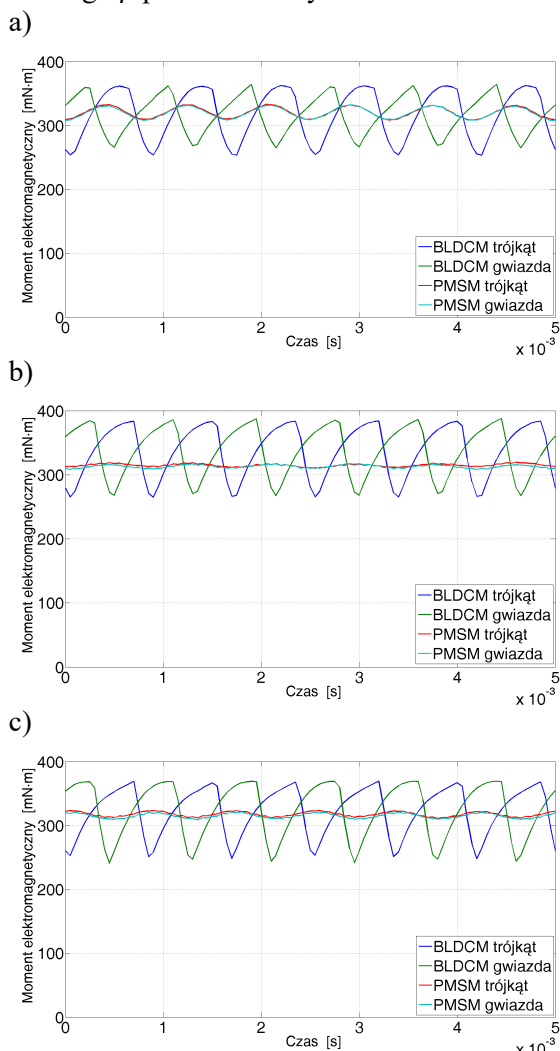 a)
Moment elektromagnetyczny [mN·m]
400
300
200
100
0
BLDCM trójkąt
BLDCM gwiazda
PMSM trójkąt
PMSM gwiazda
0 1 2 3 4 5
Czas [s]
x 10⁻³
b)
Moment elektromagnetyczny [mN·m]
400
300
200
100
0
BLDCM trójkąt
BLDCM gwiazda
PMSM trójkąt
PMSM gwiazda
0 1 2 3 4 5
Czas [s]
x 10⁻³
c)
Moment elektromagnetyczny [mN·m]
400
300
200
100
0
BLDCM trójkąt
BLDCM gwiazda
PMSM trójkąt
PMSM gwiazda
0 1 2 3 4 5
Czas [s]
x 10⁻³